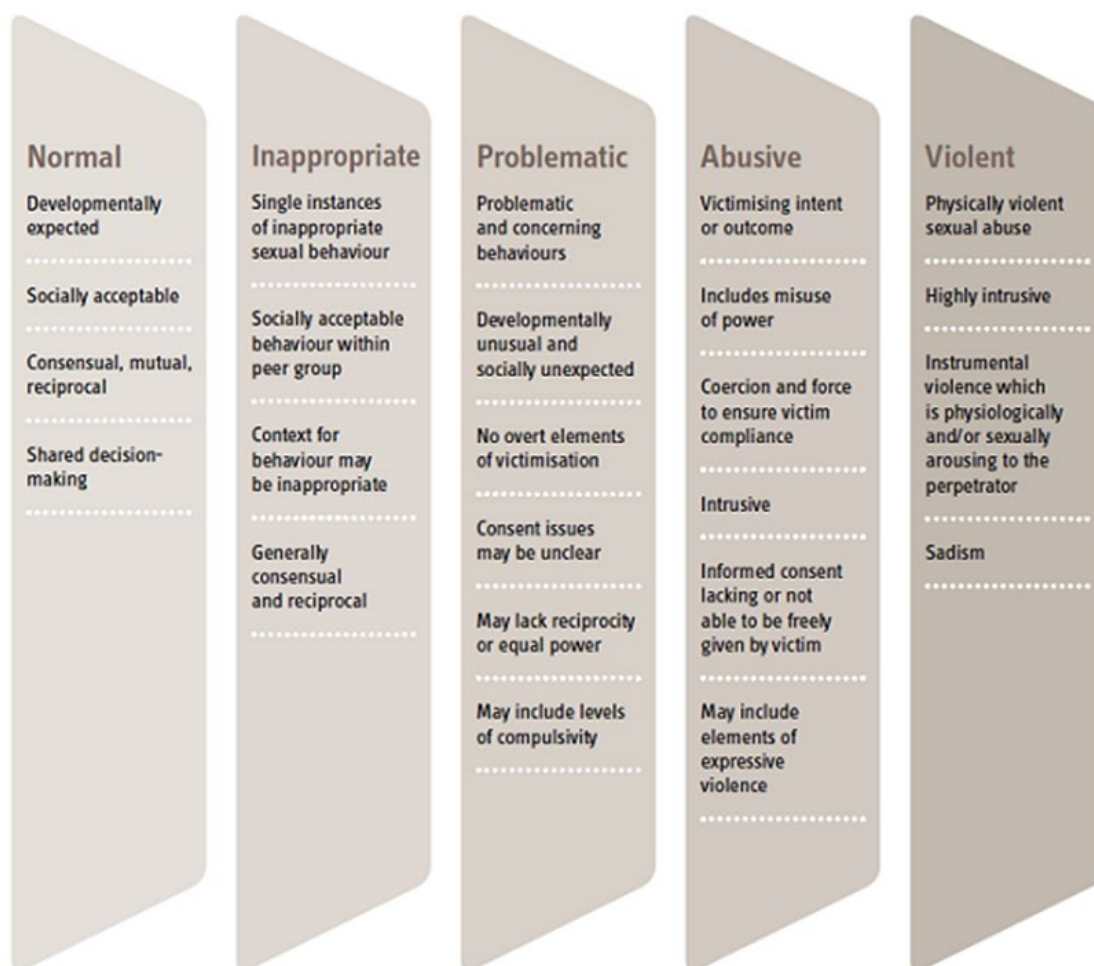 Normal
Developmentally
expected
Socially acceptable
Consensual, mutual,
reciprocal
Shared decision-
making
Inappropriate
Single instances
of inappropriate
sexual behaviour
Socially acceptable
behaviour within
peer group
Context for
behaviour may
be inappropriate
Generally
consensual
and reciprocal
Problematic
Problematic
and concerning
behaviours
Developmentally
unusual and
socially unexpected
No overt elements
of victimisation
Consent issues
may be unclear
May lack reciprocity
or equal power
May include levels
of compulsivity
Abusive
Victimising intent
or outcome
Includes misuse
of power
Coercion and force
to ensure victim
compliance
Intrusive
Informed consent
lacking or not
able to be freely
given by victim
May include
elements of
expressive
violence
Violent
Physically violent
sexual abuse
Highly intrusive
Instrumental
violence which
is physiologically
and/or sexually
arousing to the
perpetrator
Sadism